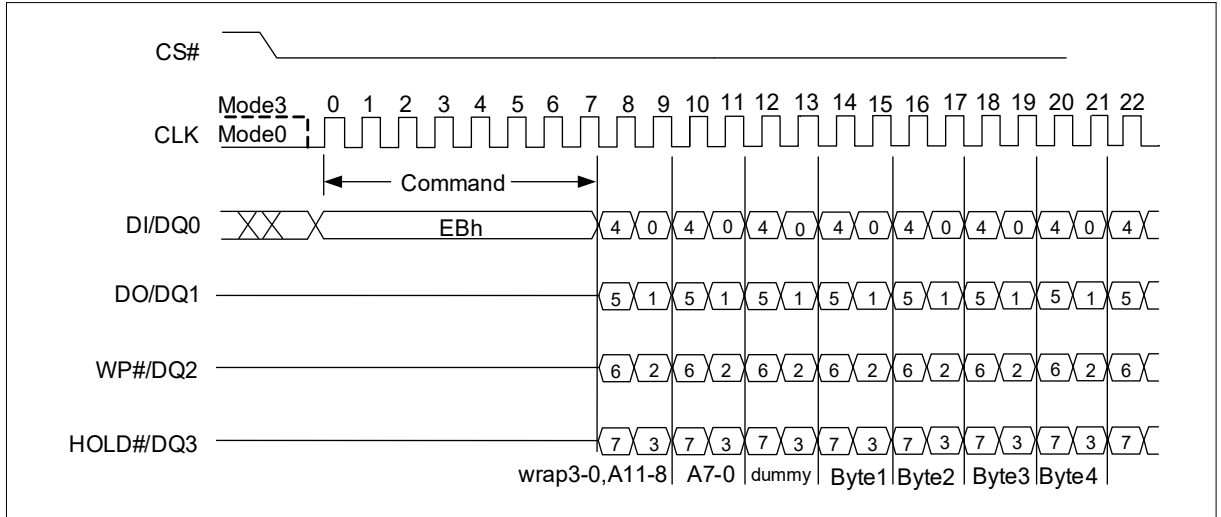 CS#
Mode3 0 1 2 3 4 5 6 7 8 9 10 11 12 13 14 15 16 17 18 19 20 21 22
CLK Mode0
Command
DI/DQ0 EBh 4 0 4 0 4 0 4 0 4 0 4 0 4 0 4
DO/DQ1 5 1 5 1 5 1 5 1 5 1 5 1 5 1 5
WP#/DQ2 6 2 6 2 6 2 6 2 6 2 6 2 6 2 6
HOLD#/DQ3 7 3 7 3 7 3 7 3 7 3 7 3 7 3 7
wrap3-0,A11-8 A7-0 dummy Byte1 Byte2 Byte3 Byte4